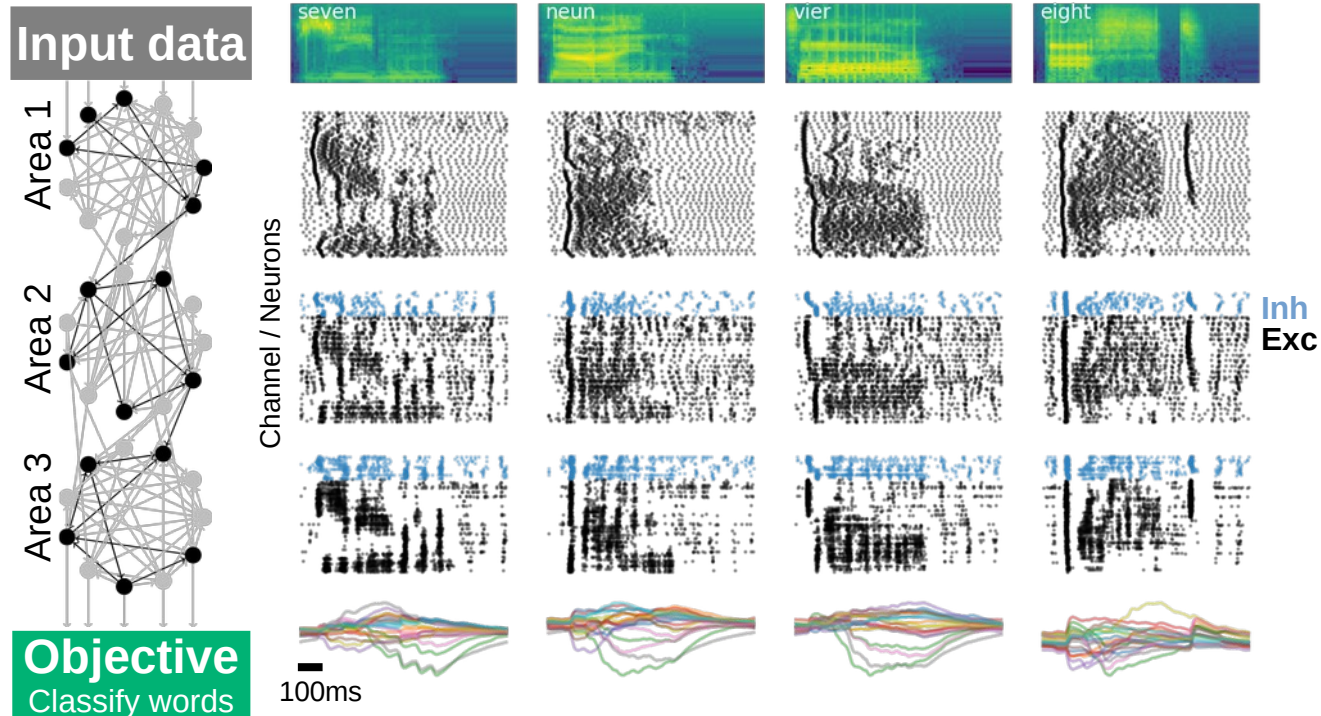 Input data
Area 1
Area 2
Area 3
Objective
Classify words
seven
neun
vier
eight
Channel / Neurons
Inh
Exc
100ms